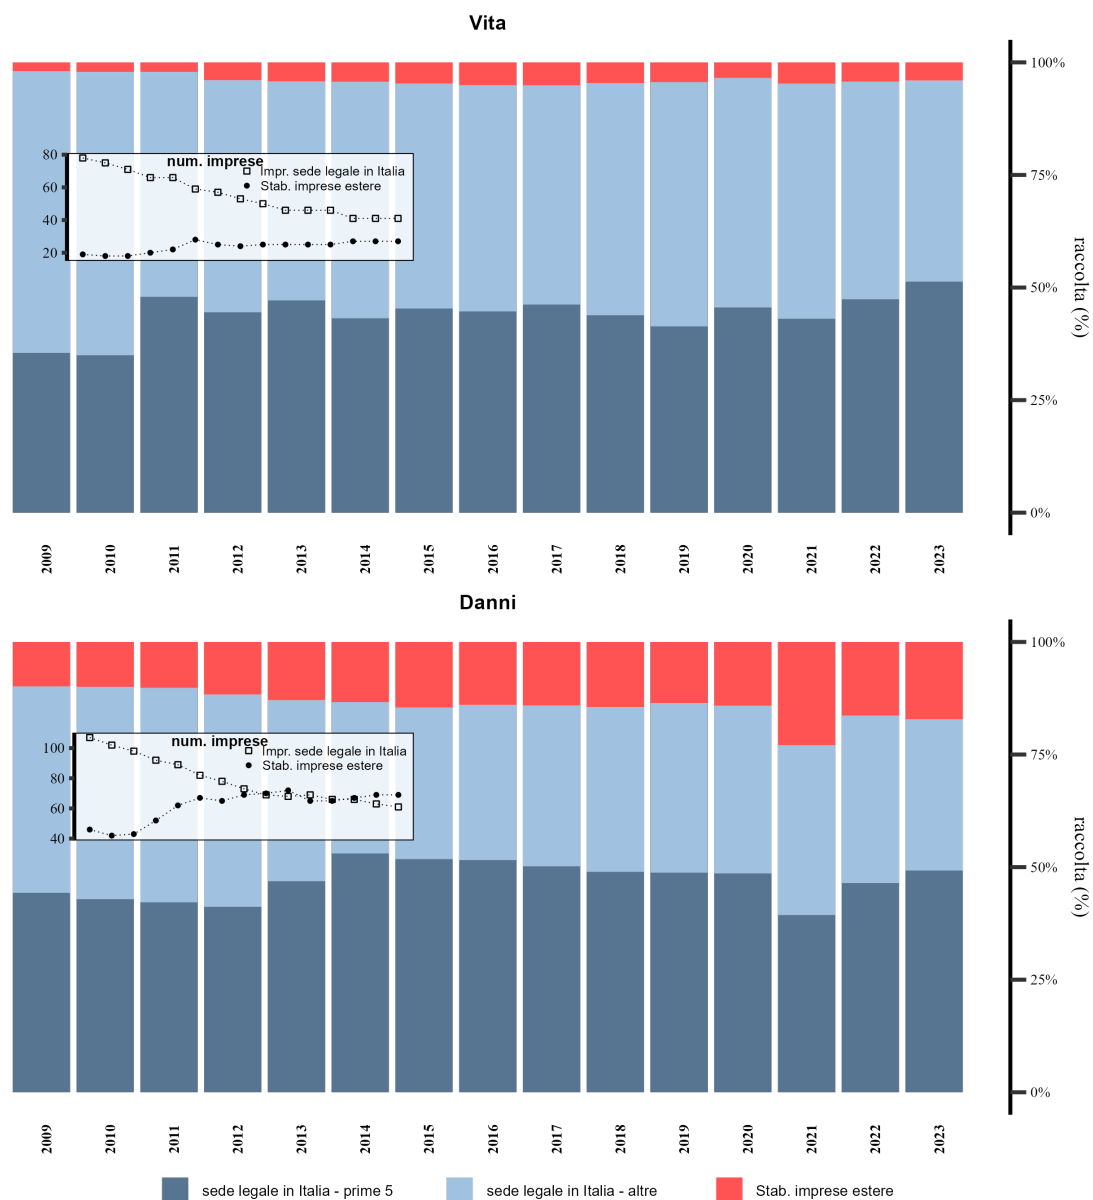 Vita
100%
75%
50%
25%
0%
raccolta (%)
num. imprese
Impr. sede legale in Italia
Stab. imprese estere
80
60
40
20
2009 2010 2011 2012 2013 2014 2015 2016 2017 2018 2019 2020 2021 2022 2023
Danni
100%
75%
50%
25%
0%
raccolta (%)
num. imprese
Impr. sede legale in Italia
Stab. imprese estere
100
80
60
40
2009 2010 2011 2012 2013 2014 2015 2016 2017 2018 2019 2020 2021 2022 2023
sede legale in Italia - prime 5 sede legale in Italia - altre Stab. imprese estere